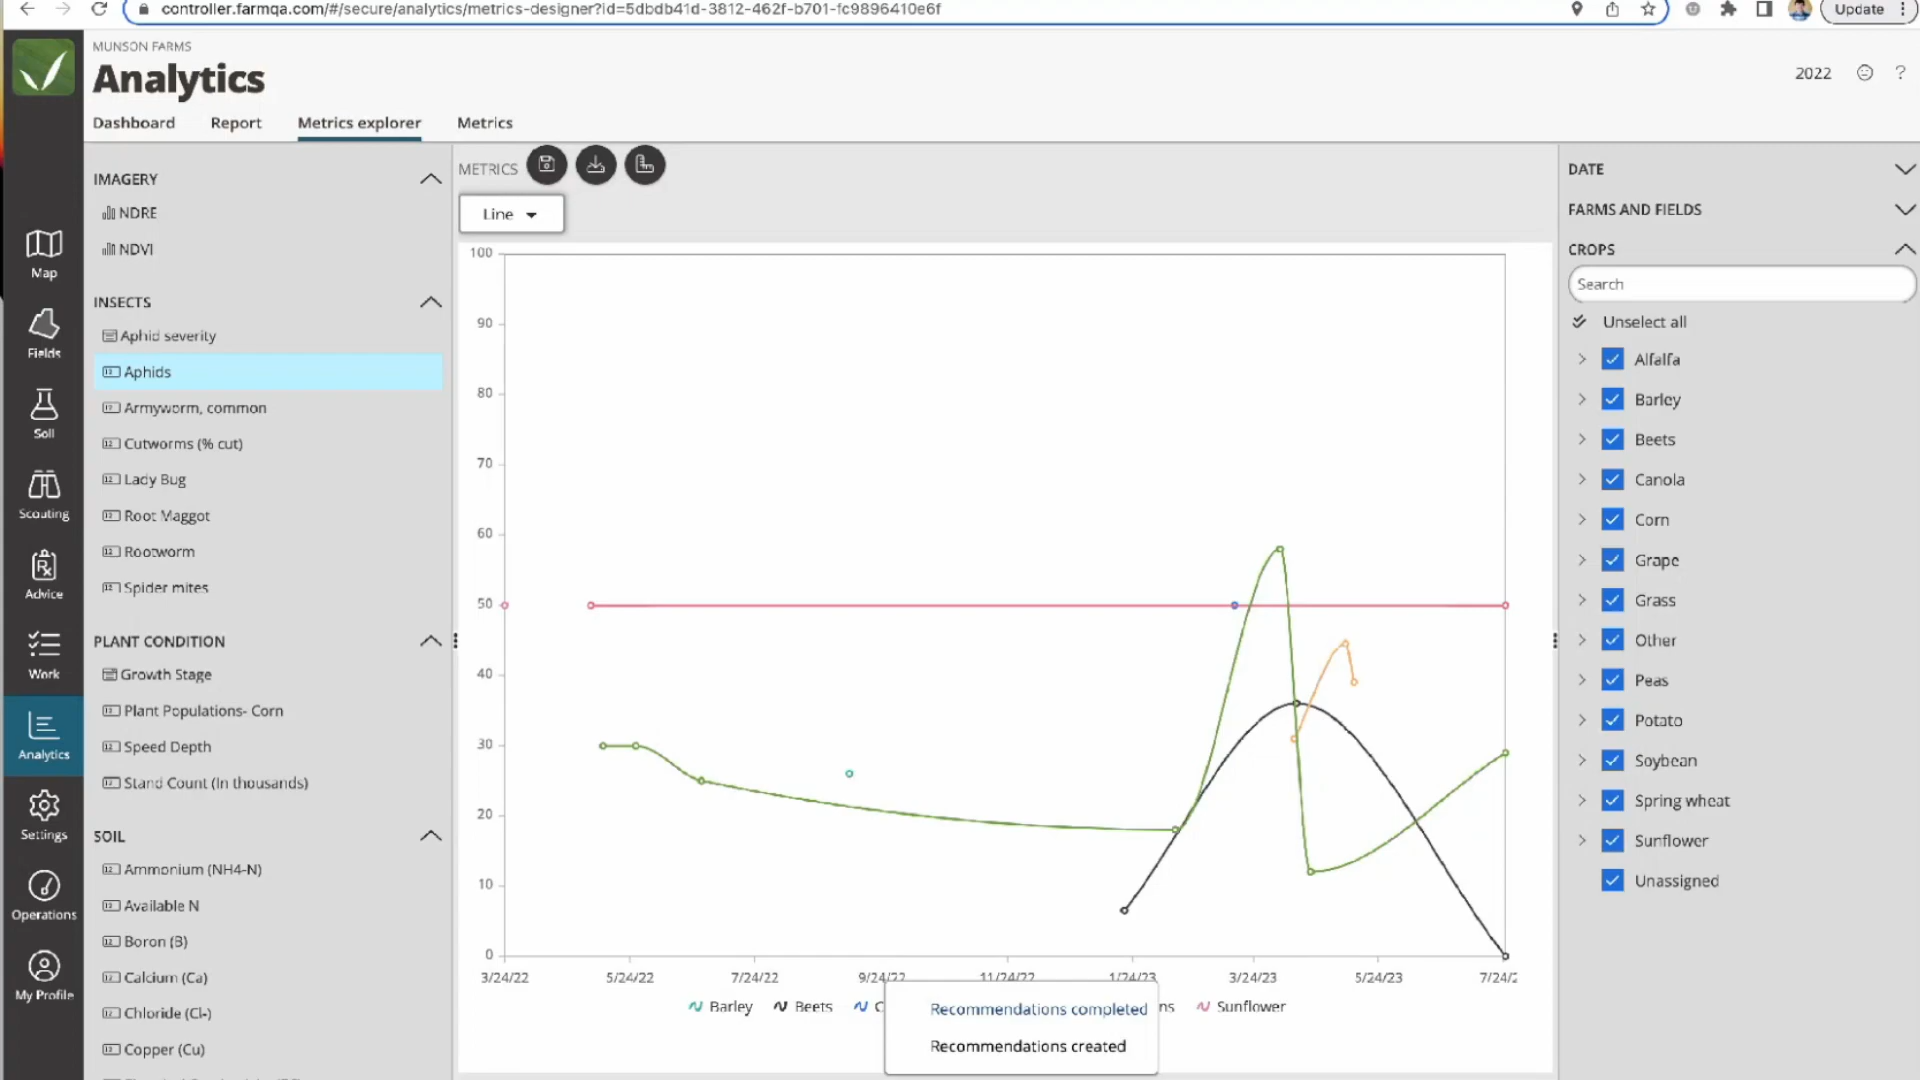 controller.farmqa.com/#/secure/analytics/metrics-designer?id=5dbdb41d-3812-462f-b701-fc9896410e6f
Update
MUNSON FARMS
Analytics
2022
?
Dashboard
Report
Metrics explorer
Metrics
Map
Fields
Soil
Scouting
Advice
Work
Analytics
Settings
Operations
My Profile
IMAGERY
NDRE
NDVI
INSECTS
Aphid severity
Aphids
Armyworm, common
Cutworms (% cut)
Lady Bug
Root Maggot
Rootworm
Spider mites
PLANT CONDITION
Growth Stage
Plant Populations- Corn
Speed Depth
Stand Count (In thousands)
SOIL
Ammonium (NH4-N)
Available N
Boron (B)
Calcium (Ca)
Chloride (Cl-)
Copper (Cu)
METRICS
Line
100
90
80
70
60
50
40
30
20
10
0
3/24/22
5/24/22
7/24/22
9/24/22
11/24/22
1/24/23
3/24/23
5/24/23
7/24/2
Barley
Beets
C
ns
Sunflower
Recommendations completed
Recommendations created
DATE
FARMS AND FIELDS
CROPS
Search
Unselect all
Alfalfa
Barley
Beets
Canola
Corn
Grape
Grass
Other
Peas
Potato
Soybean
Spring wheat
Sunflower
Unassigned